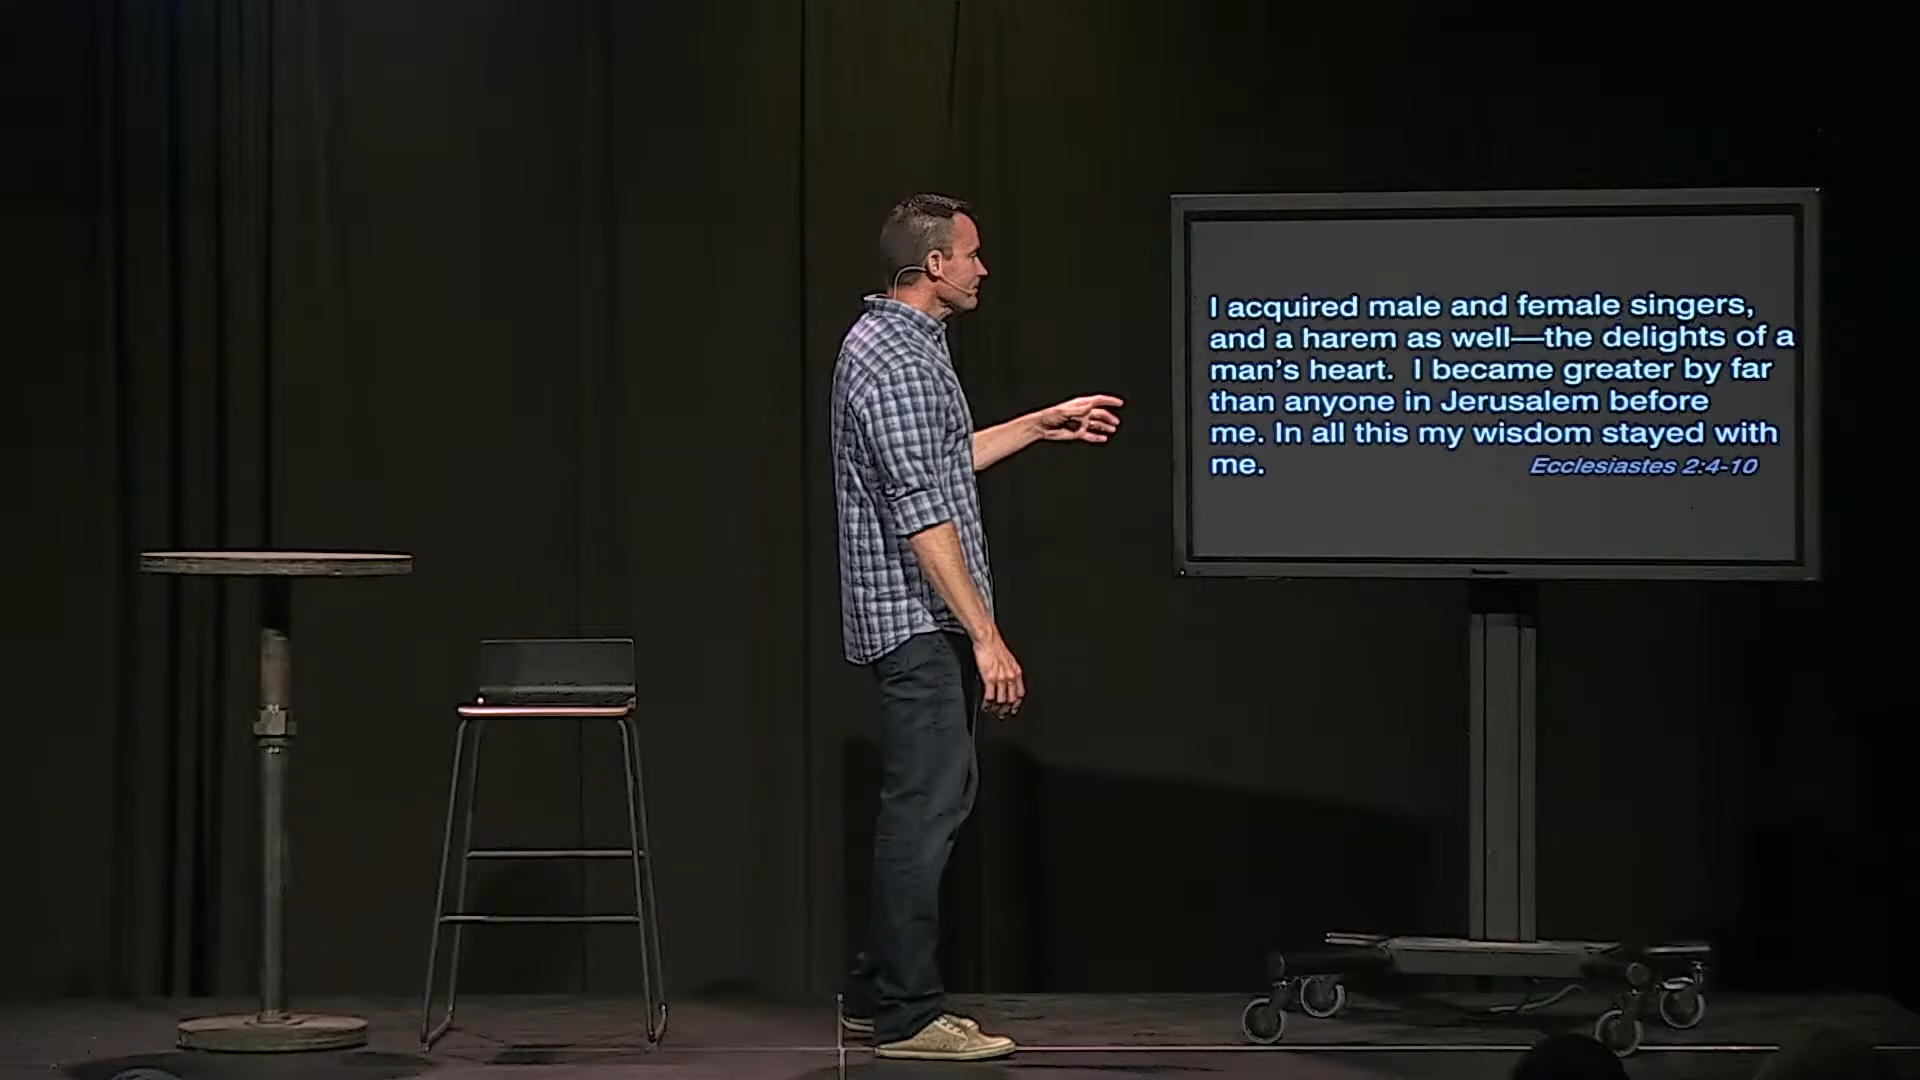 I acquired male and female singers,
and a harem as well—the delights of a
man’s heart.  I became greater by far
than anyone in Jerusalem before
me. In all this my wisdom stayed with
me.
Ecclesiastes 2:4-10